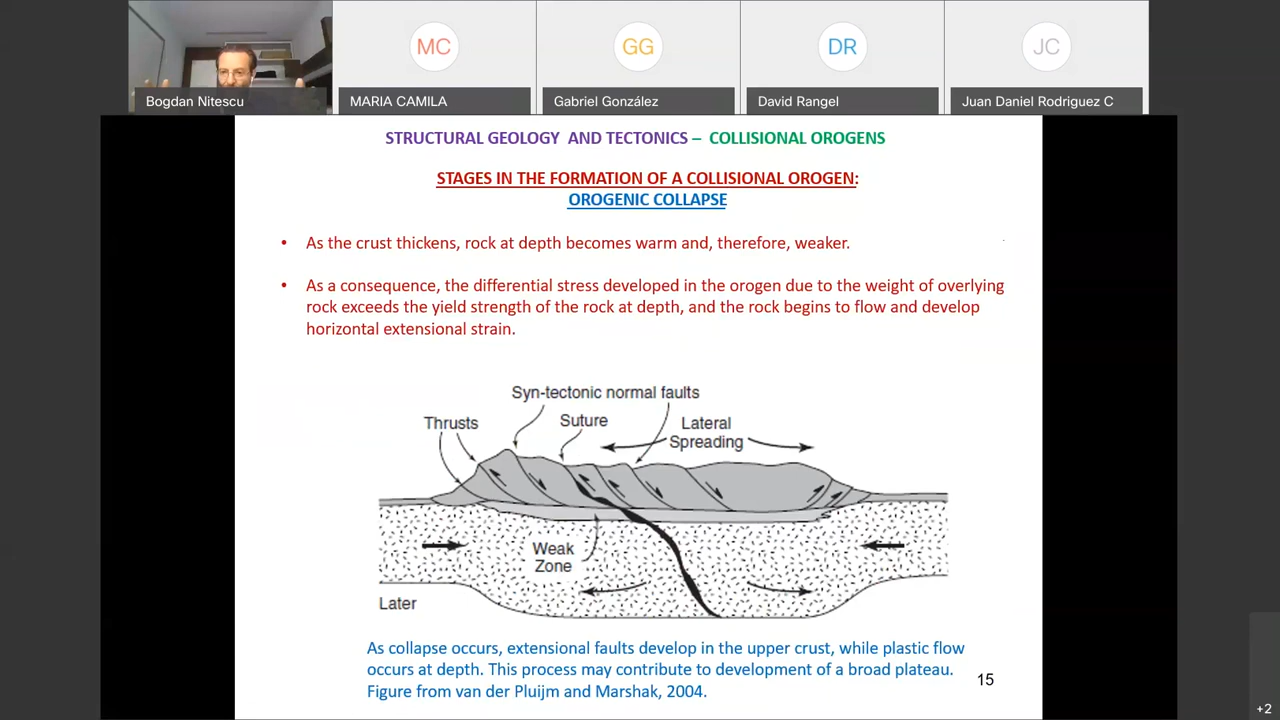 MC
GG
DR
JC
Bogdan Nitescu
MARIA CAMILA
Gabriel González
David Rangel
Juan Daniel Rodriguez C
STRUCTURAL GEOLOGY AND TECTONICS – COLLISIONAL OROGENS
STAGES IN THE FORMATION OF A COLLISIONAL OROGEN:
OROGENIC COLLAPSE
• As the crust thickens, rock at depth becomes warm and, therefore, weaker.
• As a consequence, the differential stress developed in the orogen due to the weight of overlying
rock exceeds the yield strength of the rock at depth, and the rock begins to flow and develop
horizontal extensional strain.
Syn-tectonic normal faults
Thrusts
Suture
Lateral
Spreading
Weak
Zone
Later
As collapse occurs, extensional faults develop in the upper crust, while plastic flow
occurs at depth. This process may contribute to development of a broad plateau.
Figure from van der Pluijm and Marshak, 2004.
15
+2